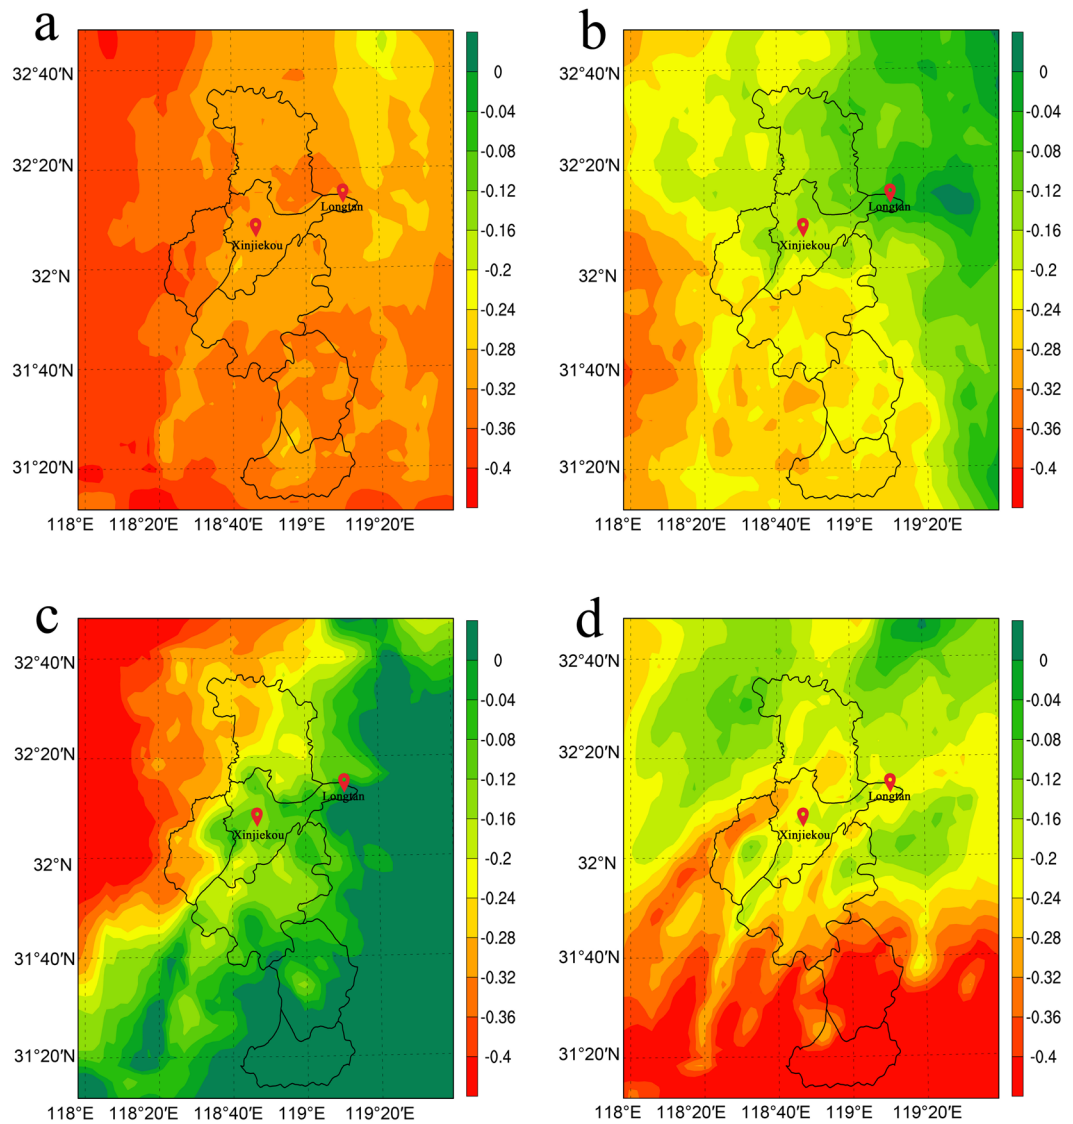 a
32°40′N
32°20′N
32°N
31°40′N
31°20′N
118°E 118°20′E 118°40′E 119°E 119°20′E
Longtan
Xinjiekou
0
-0.04
-0.08
-0.12
-0.16
-0.2
-0.24
-0.28
-0.32
-0.36
-0.4
b
32°40′N
32°20′N
32°N
31°40′N
31°20′N
118°E 118°20′E 118°40′E 119°E 119°20′E
Longtan
Xinjiekou
0
-0.04
-0.08
-0.12
-0.16
-0.2
-0.24
-0.28
-0.32
-0.36
-0.4
c
32°40′N
32°20′N
32°N
31°40′N
31°20′N
118°E 118°20′E 118°40′E 119°E 119°20′E
Longtan
Xinjiekou
0
-0.04
-0.08
-0.12
-0.16
-0.2
-0.24
-0.28
-0.32
-0.36
-0.4
d
32°40′N
32°20′N
32°N
31°40′N
31°20′N
118°E 118°20′E 118°40′E 119°E 119°20′E
Longtan
Xinjiekou
0
-0.04
-0.08
-0.12
-0.16
-0.2
-0.24
-0.28
-0.32
-0.36
-0.4